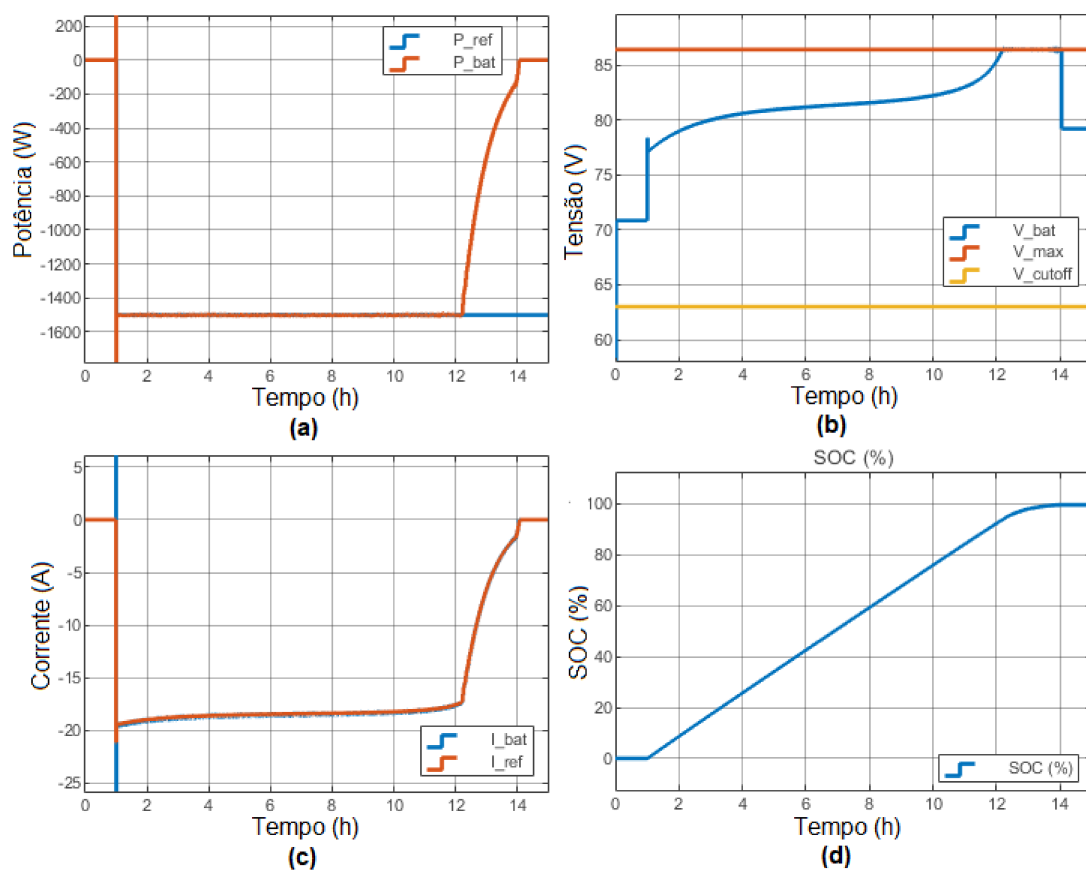 200
0
-200
-400
-600
-800
-1000
-1200
-1400
-1600
Potência (W)
P_ref
P_bat
0 2 4 6 8 10 12 14
Tempo (h)
(a)
85
80
75
70
65
60
Tensão (V)
V_bat
V_max
V_cutoff
0 2 4 6 8 10 12 14
Tempo (h)
(b)
5
0
-5
-10
-15
-20
-25
Corrente (A)
I_bat
I_ref
0 2 4 6 8 10 12 14
Tempo (h)
(c)
SOC (%)
100
80
60
40
20
0
SOC (%)
SOC (%)
0 2 4 6 8 10 12 14
Tempo (h)
(d)